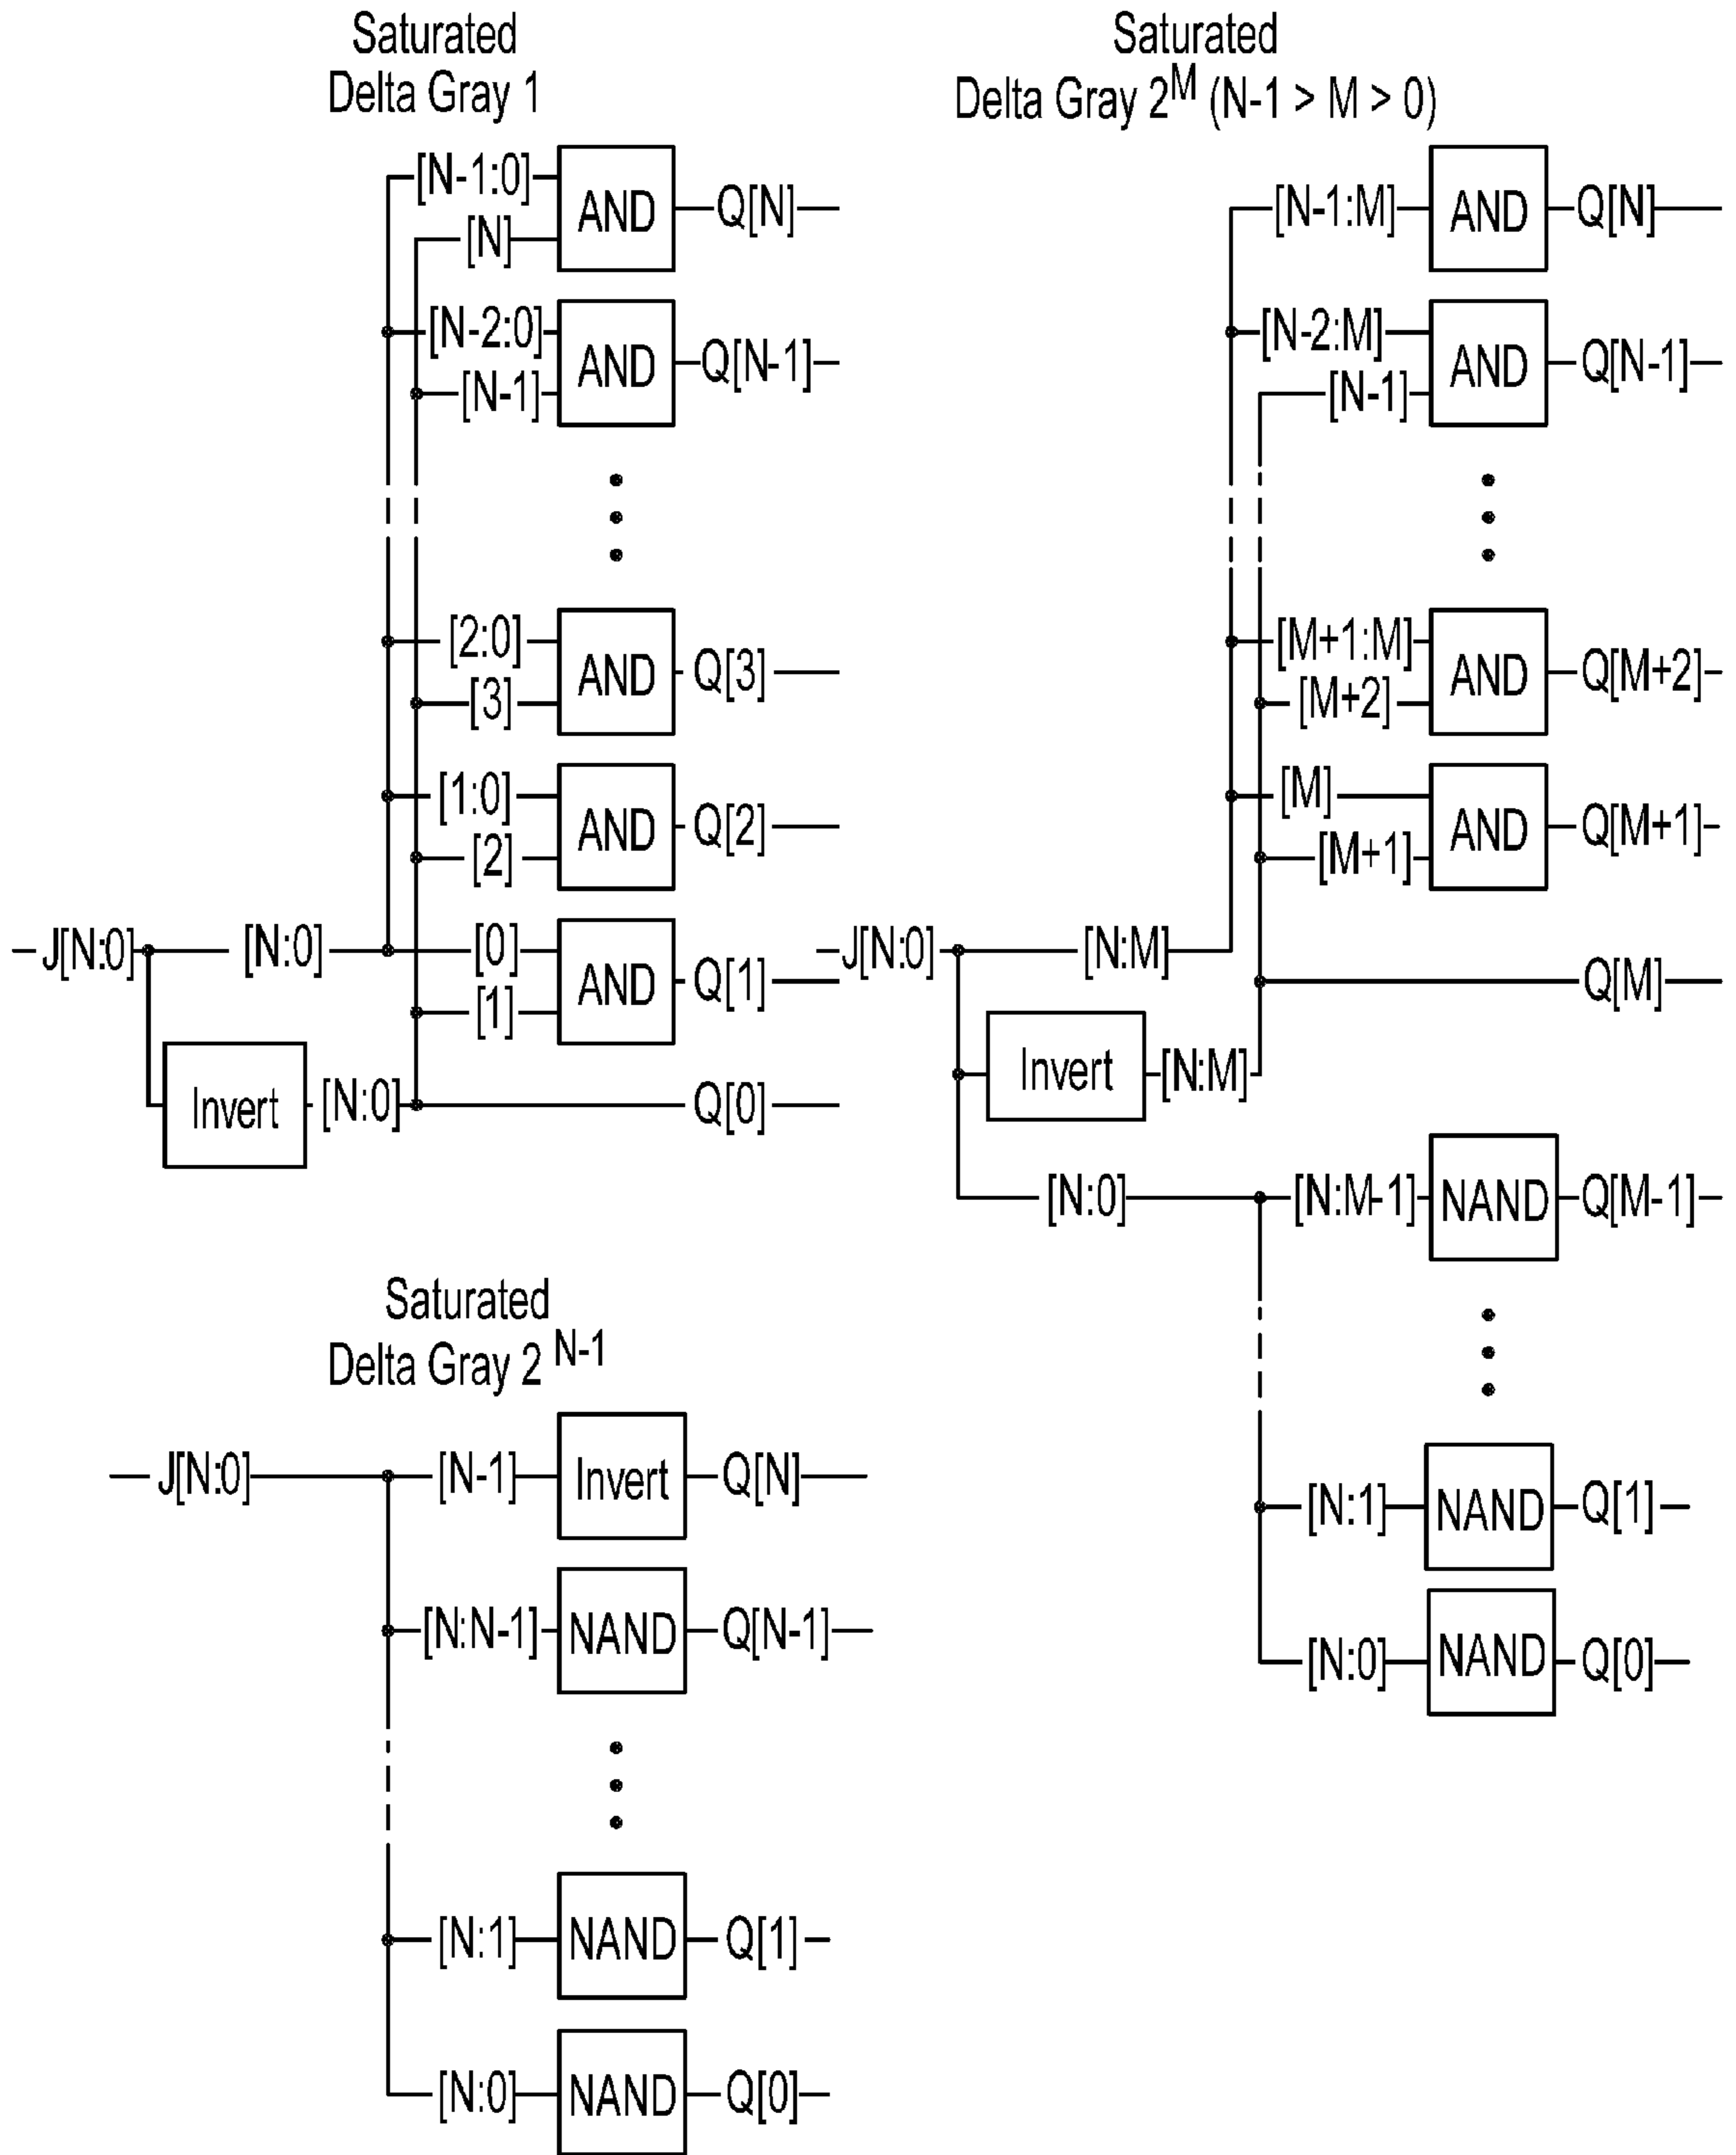 Saturated
Delta Gray 1
[N-1:0]
[N]
AND
Q[N]
[N-2:0]
[N-1]
AND
Q[N-1]
[2:0]
[3]
AND
Q[3]
[1:0]
[2]
AND
Q[2]
J[N:0]
[N:0]
[0]
[1]
AND
Q[1]
Invert
[N:0]
Q[0]
Saturated
Delta Gray 2^M (N-1 > M > 0)
[N-1:M]
AND
Q[N]
[N-2:M]
[N-1]
AND
Q[N-1]
[M+1:M]
[M+2]
AND
Q[M+2]
[M]
[M+1]
AND
Q[M+1]
J[N:0]
[N:M]
Q[M]
Invert
[N:M]
[N:0]
[N:M-1]
NAND
Q[M-1]
[N:1]
NAND
Q[1]
[N:0]
NAND
Q[0]
Saturated
Delta Gray 2^N-1
J[N:0]
[N-1]
Invert
Q[N]
[N:N-1]
NAND
Q[N-1]
[N:1]
NAND
Q[1]
[N:0]
NAND
Q[0]